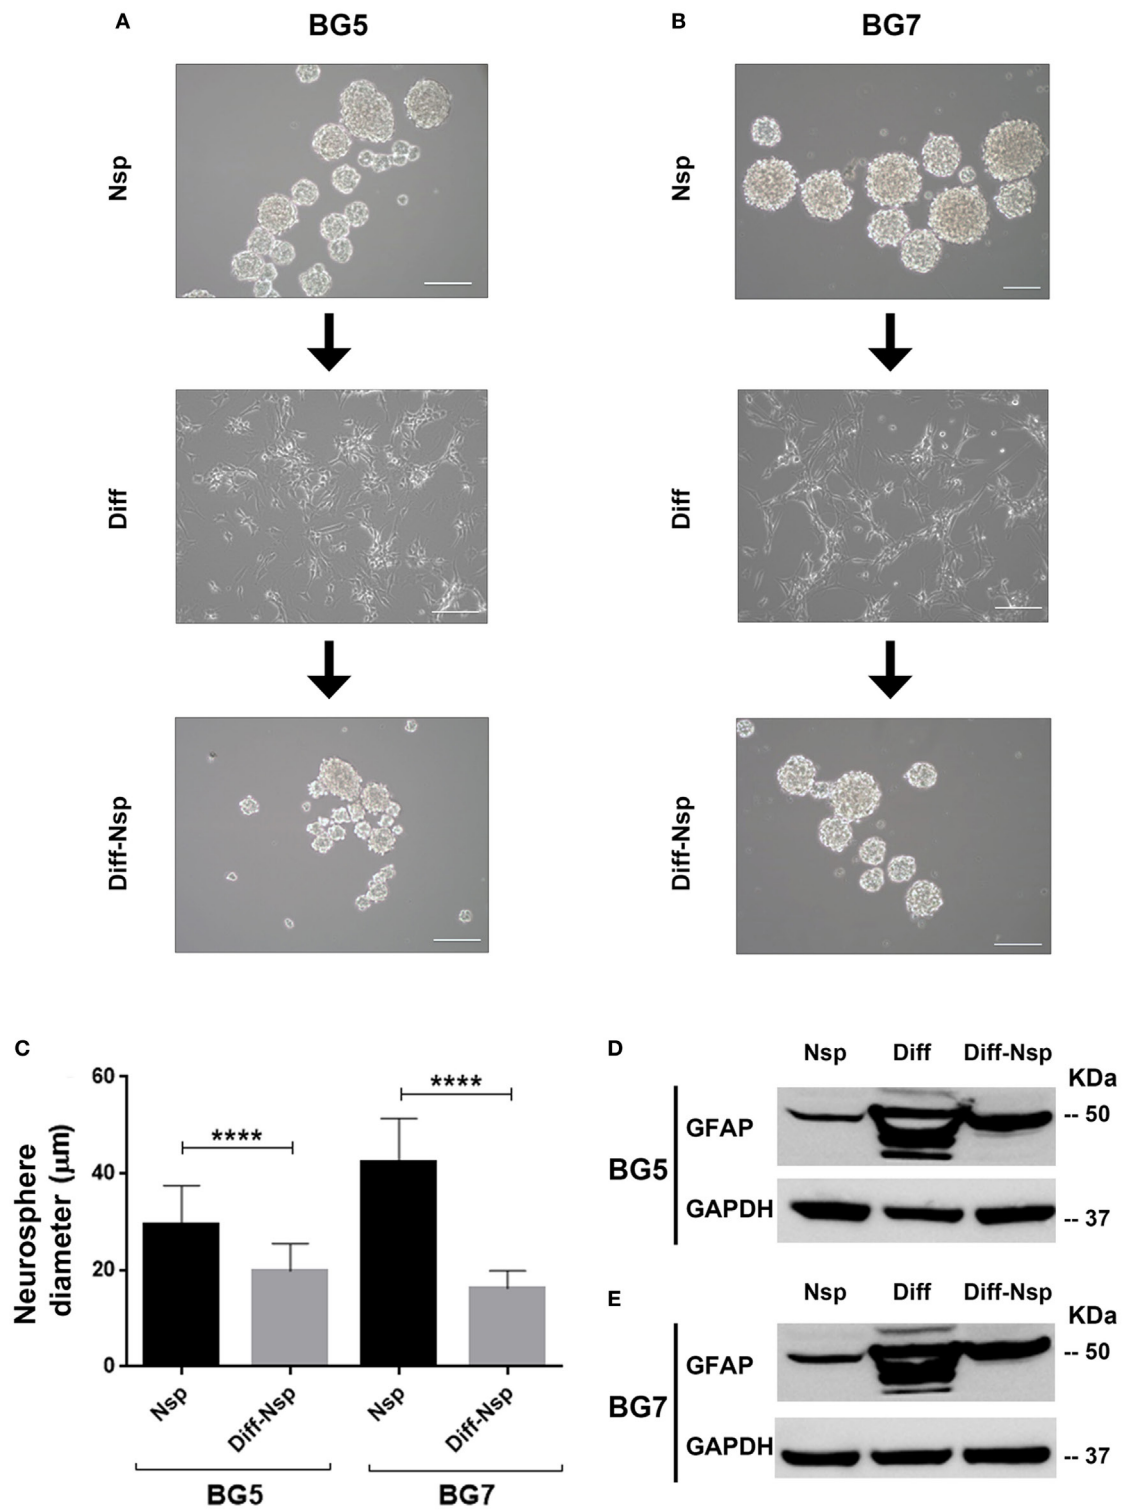 A BG5
B BG7
Nsp
Nsp
Diff
Diff
Diff-Nsp
Diff-Nsp
C
Neurosphere
diameter (μm)
60
40
20
0
****
****
Nsp
Diff-Nsp
Nsp
Diff-Nsp
BG5
BG7
D
Nsp Diff Diff-Nsp
KDa
BG5
GFAP
-- 50
GAPDH
-- 37
E
Nsp Diff Diff-Nsp
KDa
BG7
GFAP
-- 50
GAPDH
-- 37